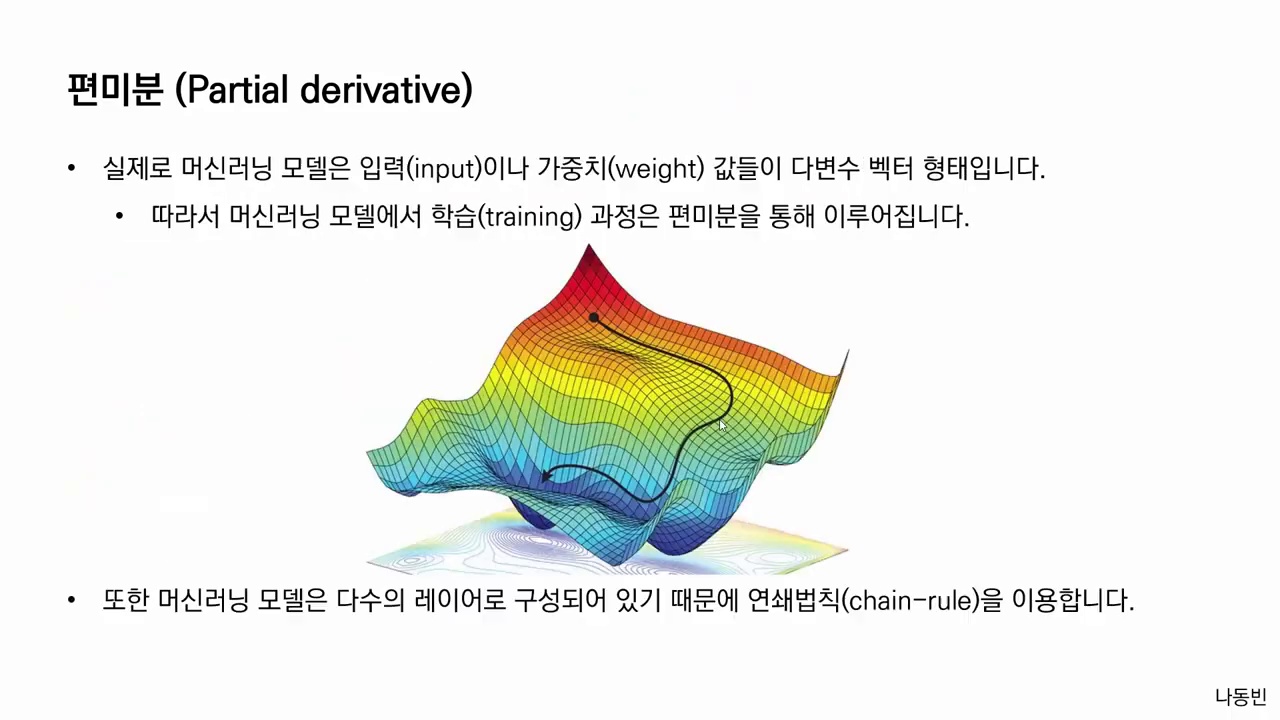 편미분 (Partial derivative)
• 실제로 머신러닝 모델은 입력(input)이나 가중치(weight) 값들이 다변수 벡터 형태입니다.
• 따라서 머신러닝 모델에서 학습(training) 과정은 편미분을 통해 이루어집니다.
• 또한 머신러닝 모델은 다수의 레이어로 구성되어 있기 때문에 연쇄법칙(chain-rule)을 이용합니다.
나동빈